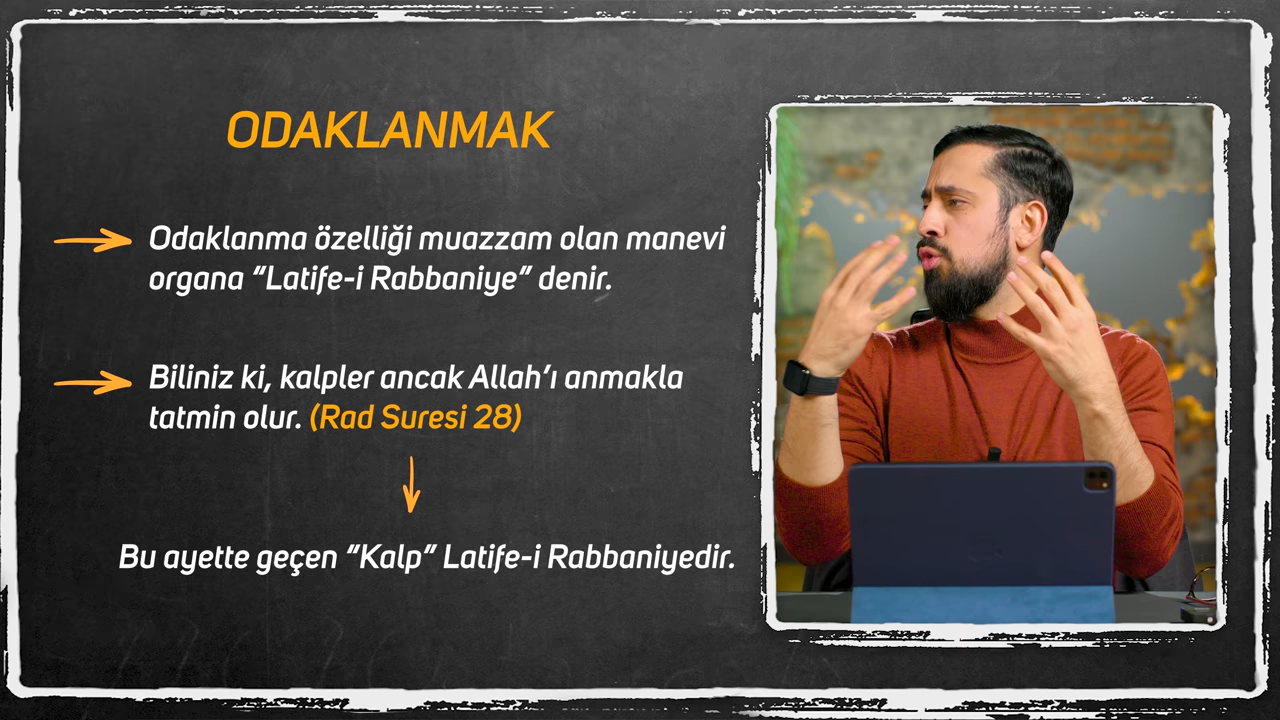 ODAKLANMAK
Odaklanma özelliği muazzam olan manevi
organa “Latife-i Rabbaniye” denir.
Biliniz ki, kalpler ancak Allah’ı anmakla
tatmin olur. (Rad Suresi 28)
Bu ayette geçen “Kalp” Latife-i Rabbaniyedir.